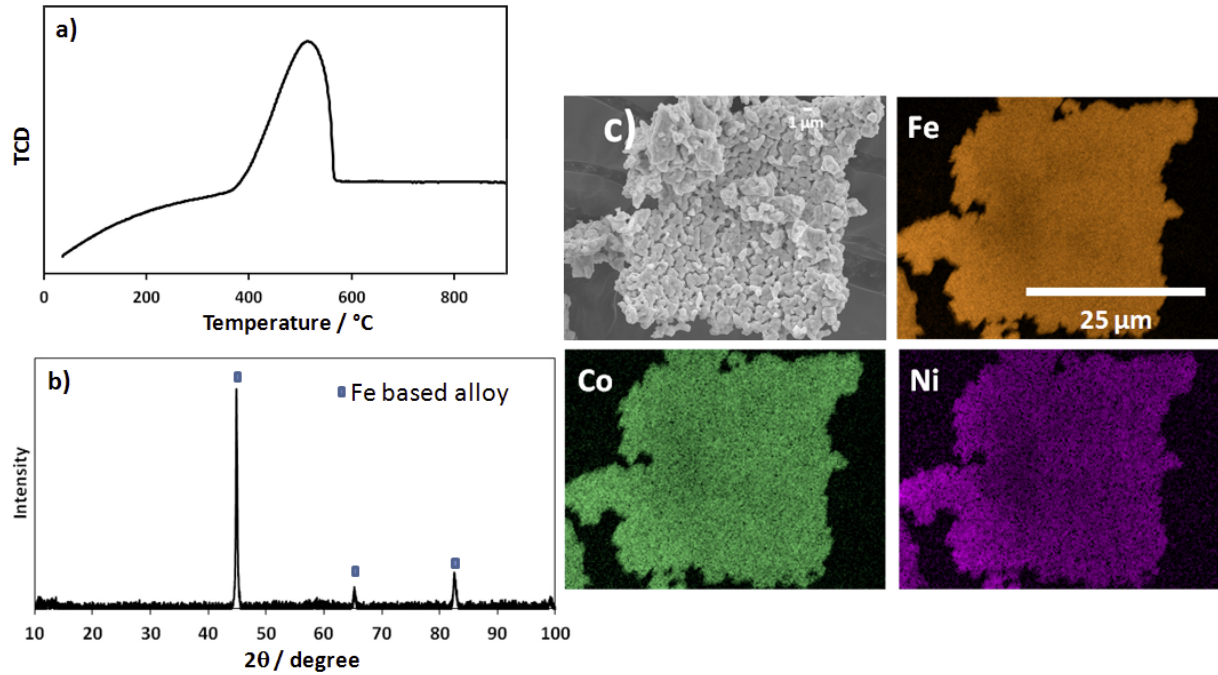 a)
TCD
0 200 400 600 800
Temperature / °C
b)
Fe based alloy
Intensity
10 20 30 40 50 60 70 80 90 100
2θ / degree
c)
1 µm
Fe
25 µm
Co
Ni